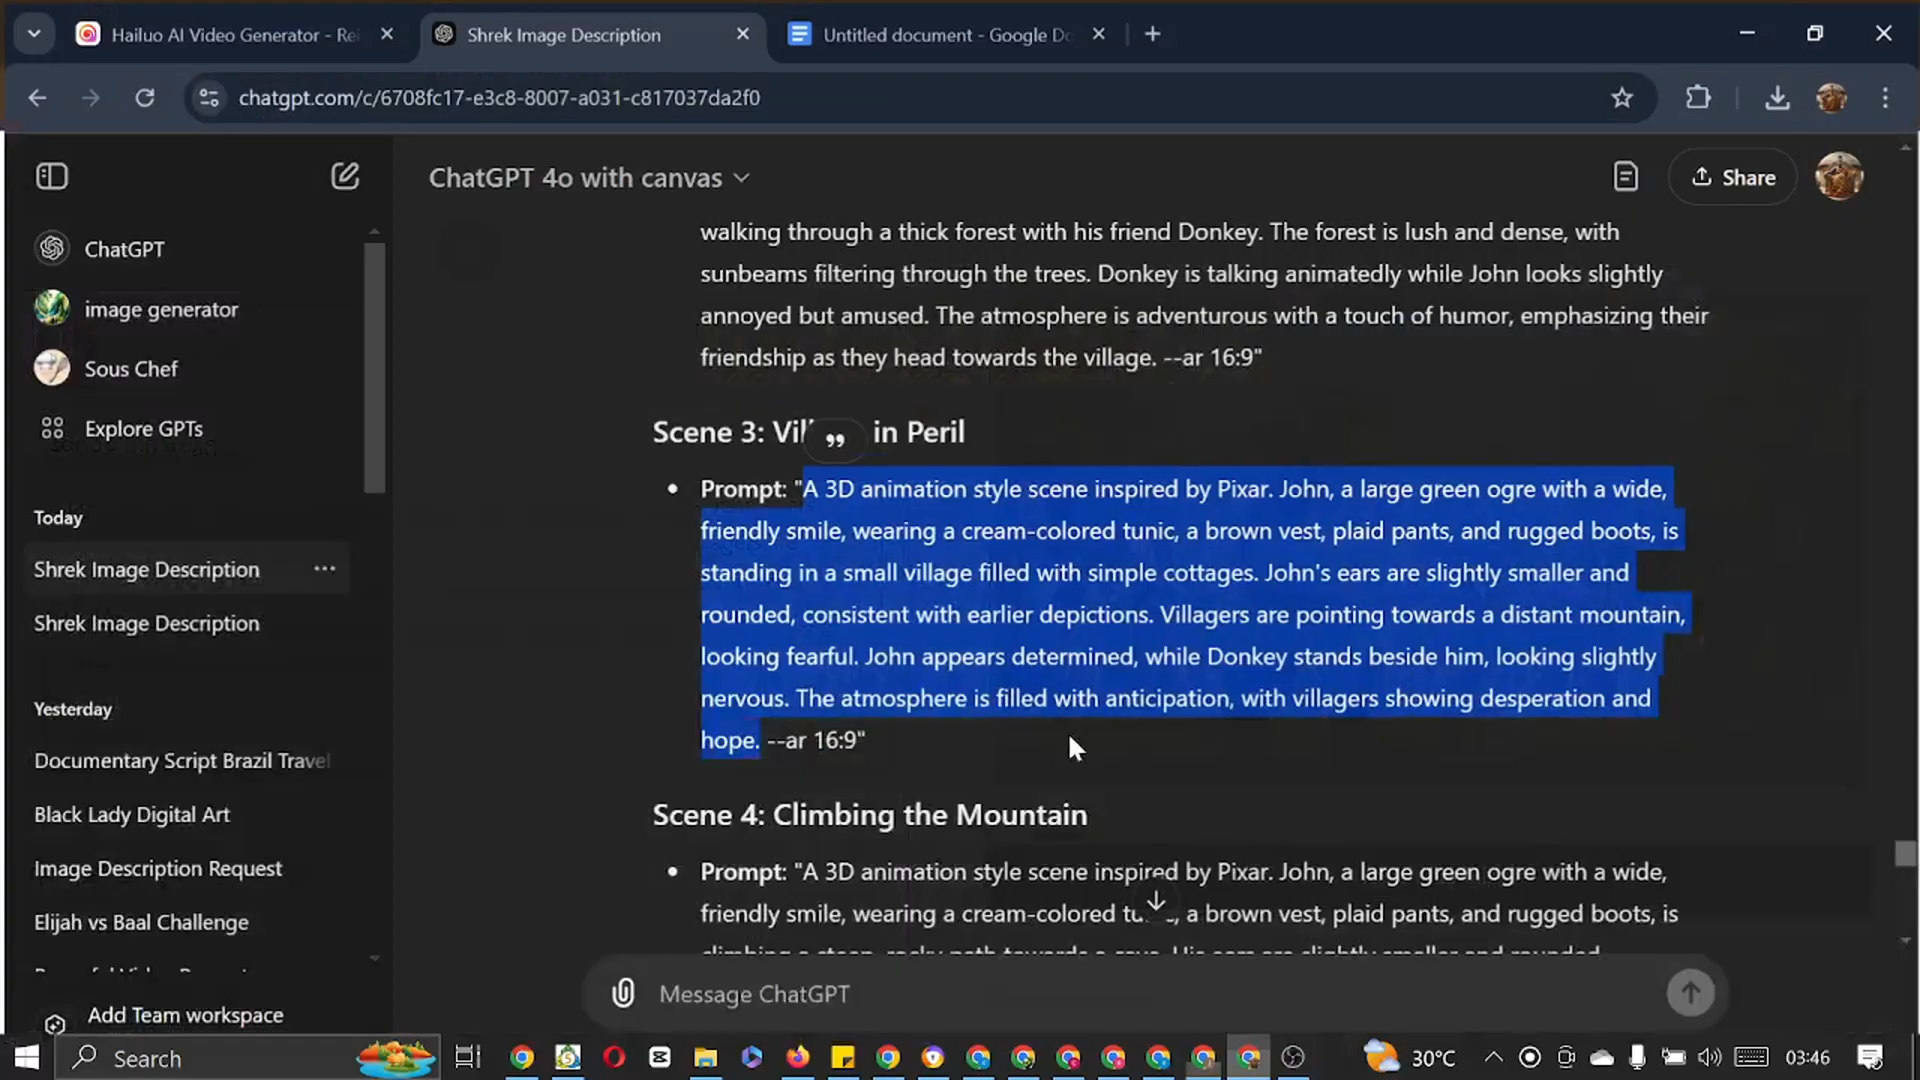 Hailuo AI Video Generator - Rei
Shrek Image Description
Untitled document - Google Do
chatgpt.com/c/6708fc17-e3c8-8007-a031-c817037da2f0
ChatGPT 4o with canvas
Share
ChatGPT
image generator
Sous Chef
Explore GPTs
Today
Shrek Image Description
Shrek Image Description
Yesterday
Documentary Script Brazil Travel
Black Lady Digital Art
Image Description Request
Elijah vs Baal Challenge
Add Team workspace
walking through a thick forest with his friend Donkey. The forest is lush and dense, with
sunbeams filtering through the trees. Donkey is talking animatedly while John looks slightly
annoyed but amused. The atmosphere is adventurous with a touch of humor, emphasizing their
friendship as they head towards the village. --ar 16:9"
Scene 3: Vill in Peril
Prompt: "A 3D animation style scene inspired by Pixar. John, a large green ogre with a wide,
friendly smile, wearing a cream-colored tunic, a brown vest, plaid pants, and rugged boots, is
standing in a small village filled with simple cottages. John's ears are slightly smaller and
rounded, consistent with earlier depictions. Villagers are pointing towards a distant mountain,
looking fearful. John appears determined, while Donkey stands beside him, looking slightly
nervous. The atmosphere is filled with anticipation, with villagers showing desperation and
hope. --ar 16:9"
Scene 4: Climbing the Mountain
Prompt: "A 3D animation style scene inspired by Pixar. John, a large green ogre with a wide,
friendly smile, wearing a cream-colored tu , a brown vest, plaid pants, and rugged boots, is
Message ChatGPT
Search
30°C
03:46